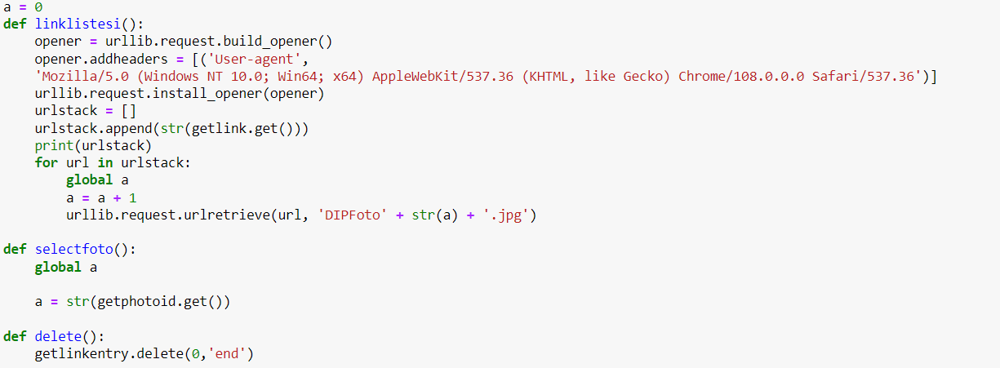 a = 0
def linklistesi():
    opener = urllib.request.build_opener()
    opener.addheaders = [('User-agent',
    'Mozilla/5.0 (Windows NT 10.0; Win64; x64) AppleWebKit/537.36 (KHTML, like Gecko) Chrome/108.0.0.0 Safari/537.36')]
    urllib.request.install_opener(opener)
    urlstack = []
    urlstack.append(str(getlink.get()))
    print(urlstack)
    for url in urlstack:
        global a
        a = a + 1
        urllib.request.urlretrieve(url, 'DIPFoto' + str(a) + '.jpg')
def selectfoto():
    global a
    a = str(getphotoid.get())
def delete():
    getlinkentry.delete(0,'end')